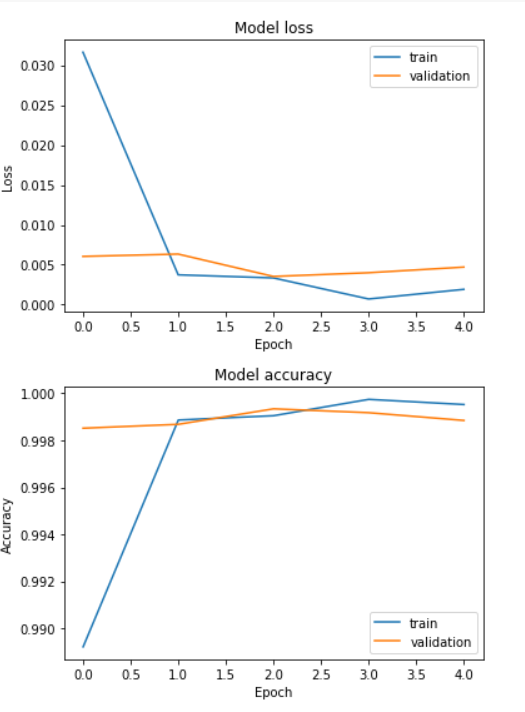 Model loss
0.030
0.025
0.020
0.015
0.010
0.005
0.000
Loss
train
validation
0.0 0.5 1.0 1.5 2.0 2.5 3.0 3.5 4.0
Epoch
Model accuracy
1.000
0.998
0.996
0.994
0.992
0.990
Accuracy
train
validation
0.0 0.5 1.0 1.5 2.0 2.5 3.0 3.5 4.0
Epoch